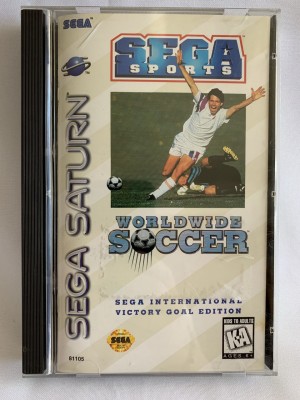 SEGA
SEGA SATURN
SEGA
SPORTS
WORLDWIDE
SOCCER
SEGA INTERNATIONAL
VICTORY GOAL EDITION
81105
SEGA
KIDS TO ADULTS
K-A
AGES 6+